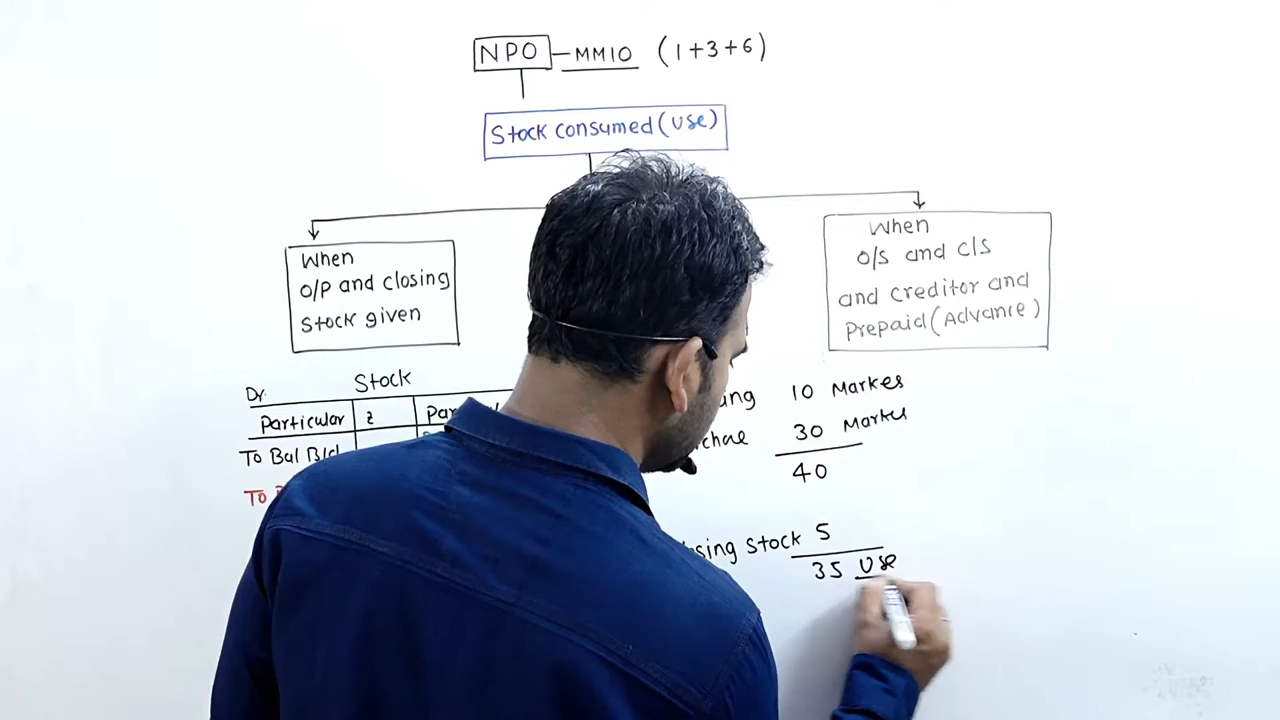 NPO - MM10 (1+3+6)
Stock consumed (use)
When
O/P and closing
stock given
When
O/S and C/S
and creditor and
Prepaid (Advance)
Dr.
Stock
Particular
To Bal B/d
To
10 Markes
30 Marker
40
Stock 5
35 Use